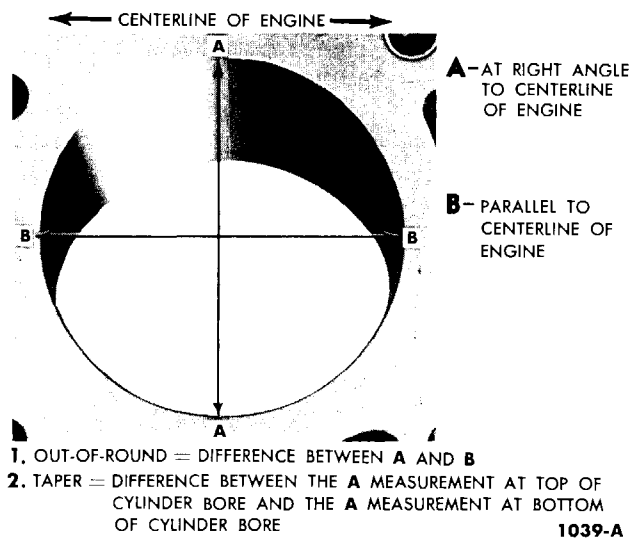 CENTERLINE OF ENGINE
A
A-AT RIGHT ANGLE
TO CENTERLINE
OF ENGINE
B
B
B-PARALLEL TO
CENTERLINE OF
ENGINE
A
1. OUT-OF-ROUND = DIFFERENCE BETWEEN A AND B
2. TAPER = DIFFERENCE BETWEEN THE A MEASUREMENT AT TOP OF
CYLINDER BORE AND THE A MEASUREMENT AT BOTTOM
OF CYLINDER BORE
1039-A